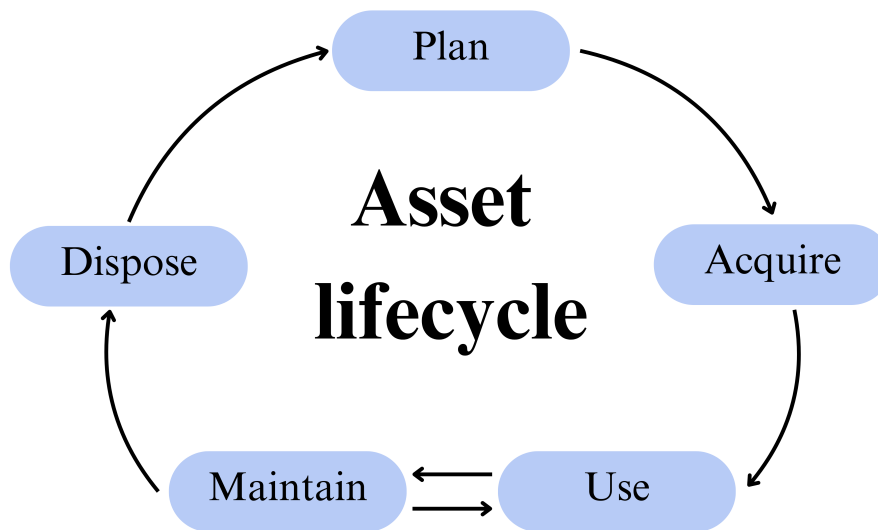 Plan
Asset
lifecycle
Dispose
Acquire
Maintain
Use